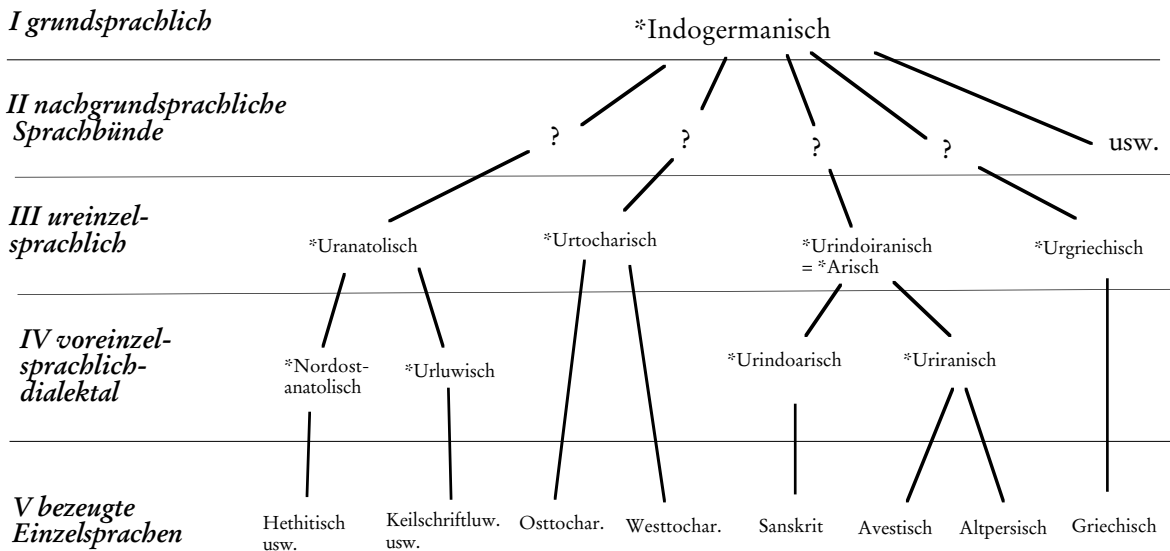 I grundsprachlich
*Indogermanisch
II nachgrundsprachliche
Sprachbünde
? ? ? ? usw.
III ureinzel-
sprachlich
*Uranatolisch
*Urtocharisch
*Urindoiranisch
= *Arisch
*Urgriechisch
IV voreinzel-
sprachlich-
dialektal
*Nordost-
anatolisch
*Urluwisch
*Urindoarisch
*Uriranisch
V bezeugte
Einzelsprachen
Hethitisch
usw.
Keilschriftluw.
usw.
Osttochar.
Westtochar.
Sanskrit
Avestisch
Altpersisch
Griechisch